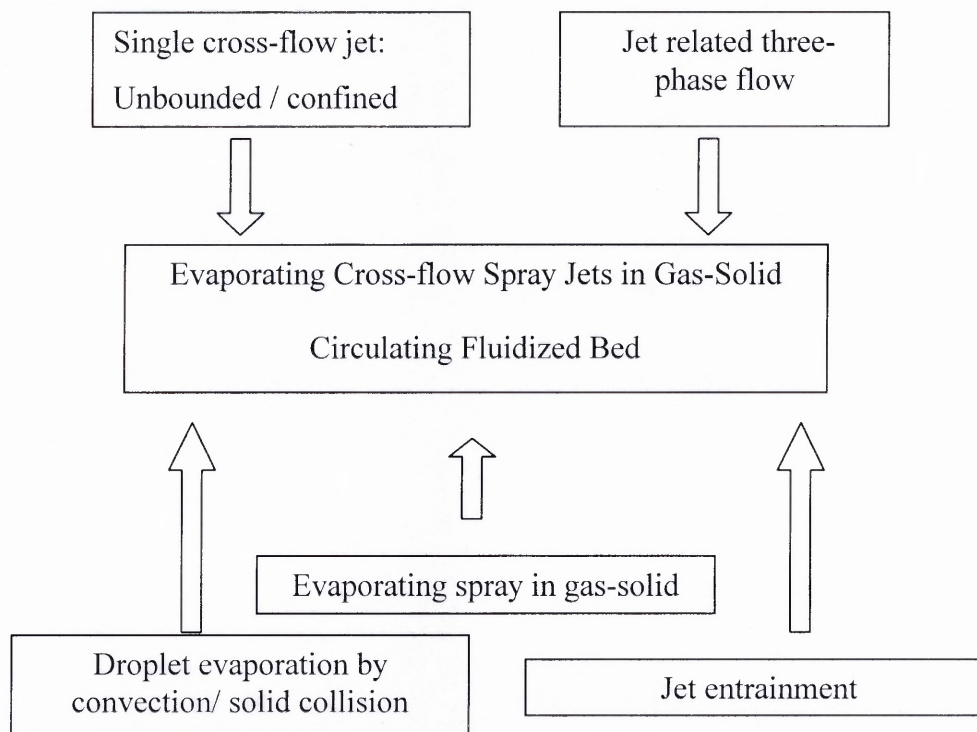 Single cross-flow jet:
Unbounded / confined
Jet related three-
phase flow
Evaporating Cross-flow Spray Jets in Gas-Solid
Circulating Fluidized Bed
Evaporating spray in gas-solid
Droplet evaporation by
convection/ solid collision
Jet entrainment